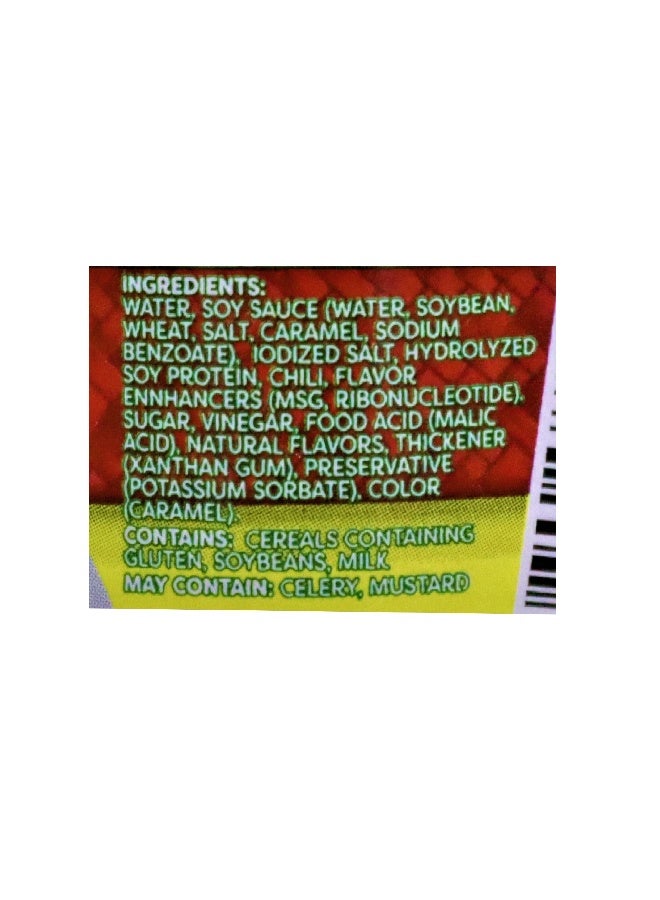 INGREDIENTS:
WATER, SOY SAUCE (WATER, SOYBEAN,
WHEAT, SALT, CARAMEL, SODIUM
BENZOATE), IODIZED SALT, HYDROLYZED
SOY PROTEIN, CHILI, FLAVOR
ENNHANCERS (MSG, RIBONUCLEOTIDE),
SUGAR, VINEGAR, FOOD ACID (MALIC
ACID), NATURAL FLAVORS, THICKENER
(XANTHAN GUM), PRESERVATIVE
(POTASSIUM SORBATE), COLOR
(CARAMEL).
CONTAINS: CEREALS CONTAINING
GLUTEN, SOYBEANS, MILK
MAY CONTAIN: CELERY, MUSTARD